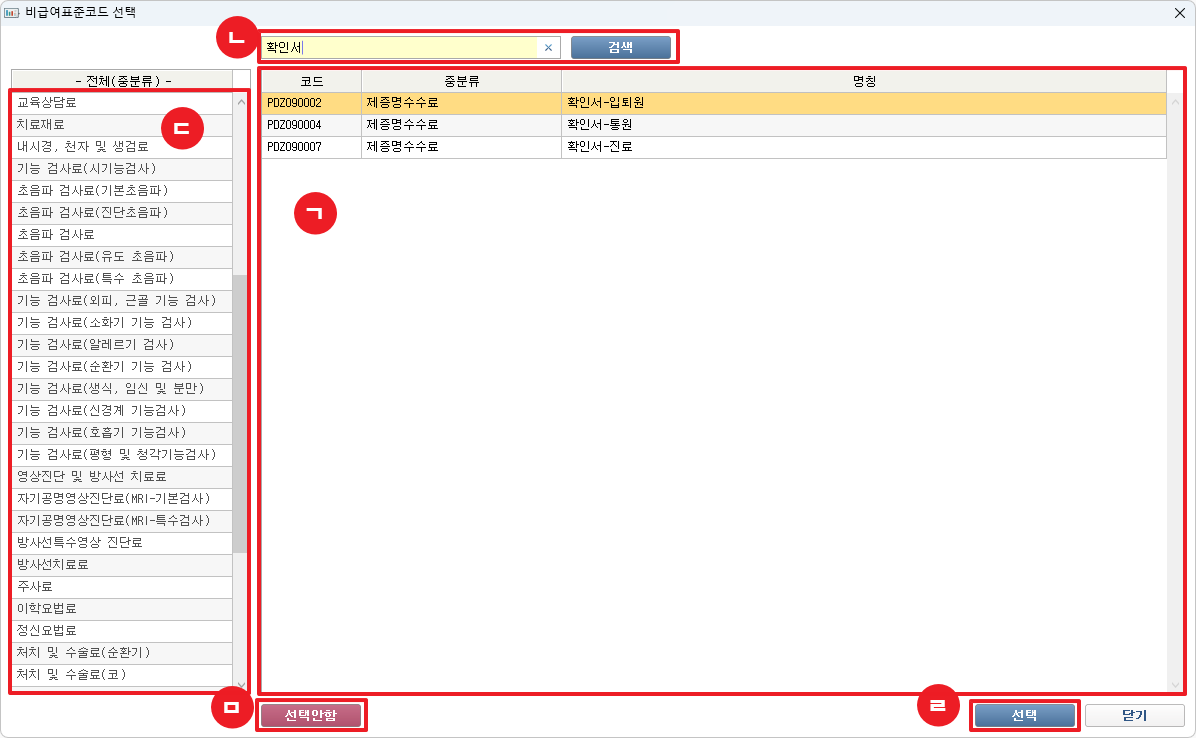 비급여표준코드 선택
ㄴ
확인서
검색
- 전체(중분류) -
교육상담료
치료재료
ㄷ
내시경, 천자 및 생검료
기능 검사료(시기능검사)
초음파 검사료(기본초음파)
초음파 검사료(진단초음파)
초음파 검사료
초음파 검사료(유도 초음파)
초음파 검사료(특수 초음파)
기능 검사료(외피, 근골 기능 검사)
기능 검사료(소화기 기능 검사)
기능 검사료(알레르기 검사)
기능 검사료(순환기 기능 검사)
기능 검사료(생식, 임신 및 분만)
기능 검사료(신경계 기능검사)
기능 검사료(호흡기 기능검사)
기능 검사료(평형 및 청각기능검사)
영상진단 및 방사선 치료료
자기공명영상진단료(MRI-기본검사)
자기공명영상진단료(MRI-특수검사)
방사선특수영상 진단료
방사선치료료
주사료
이학요법료
정신요법료
처치 및 수술료(순환기)
처치 및 수술료(코)
코드 중분류 명칭
PDZ090002 제증명수수료 확인서-입퇴원
PDZ090004 제증명수수료 확인서-통원
PDZ090007 제증명수수료 확인서-진료
ㄱ
ㅁ
선택안함
ㄹ
선택
닫기